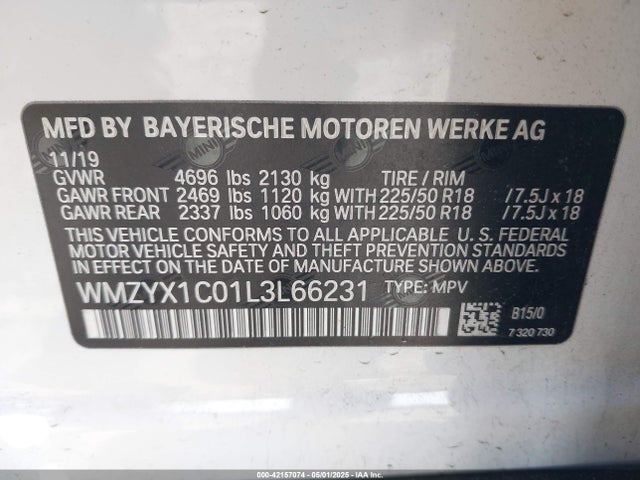 MFD BY BAYERISCHE MOTOREN WERKE AG
11/19
GVWR 4696 lbs 2130 kg TIRE / RIM
GAWR FRONT 2469 lbs 1120 kg WITH 225/50 R18 /7.5J x 18
GAWR REAR 2337 lbs 1060 kg WITH 225/50 R18 /7.5J x 18
THIS VEHICLE CONFORMS TO ALL APPLICABLE U. S. FEDERAL
MOTOR VEHICLE SAFETY AND THEFT PREVENTION STANDARDS
IN EFFECT ON THE DATE OF MANUFACTURE SHOWN ABOVE.
WMZYX1C01L3L66231 TYPE: MPV
B15/0
7 320 730
000-42157074 - 05/01/2025 - IAA Inc.